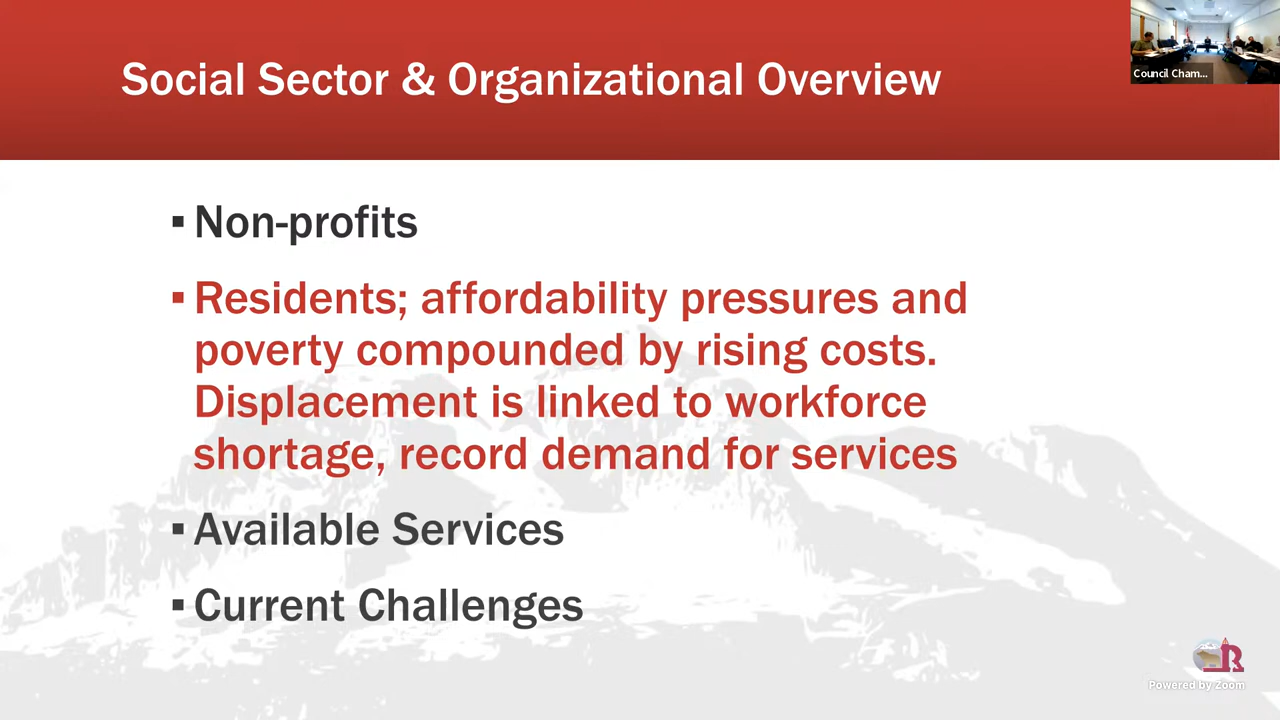 Social Sector & Organizational Overview
Council Cham...
▪ Non-profits
▪ Residents; affordability pressures and
poverty compounded by rising costs.
Displacement is linked to workforce
shortage, record demand for services
▪ Available Services
▪ Current Challenges
R
Powered by Zoom